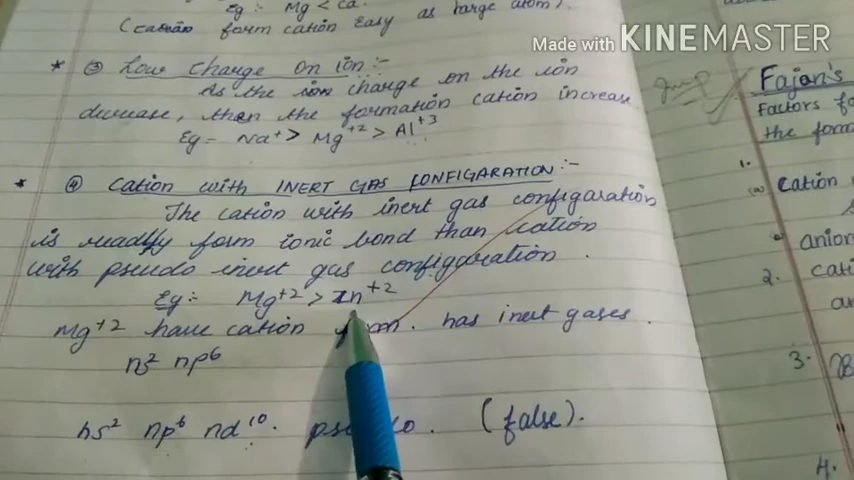 Eg :- Mg < Ca.
( form cation easy as large atom).
Made with KINEMASTER
* ③ Low charge on ion :-
As the ion charge on the ion
decrease, then the formation cation increase
Eg - Na+ > Mg+2 > Al+3
* ④ Cation with INERT GAS CONFIGARATION :-
The cation with inert gas configaration
is readily form ionic bond than cation
with pseudo inert gas configaration .
Eg :- Mg+2 > Zn+2
Mg+2 have cation . has inert gases .
ns² np6
ns² np6 nd10. . (false).
Imp
Fajan's
Factors fo
the form
1.
(a) cation
anion
2. cati
an
3.
4.